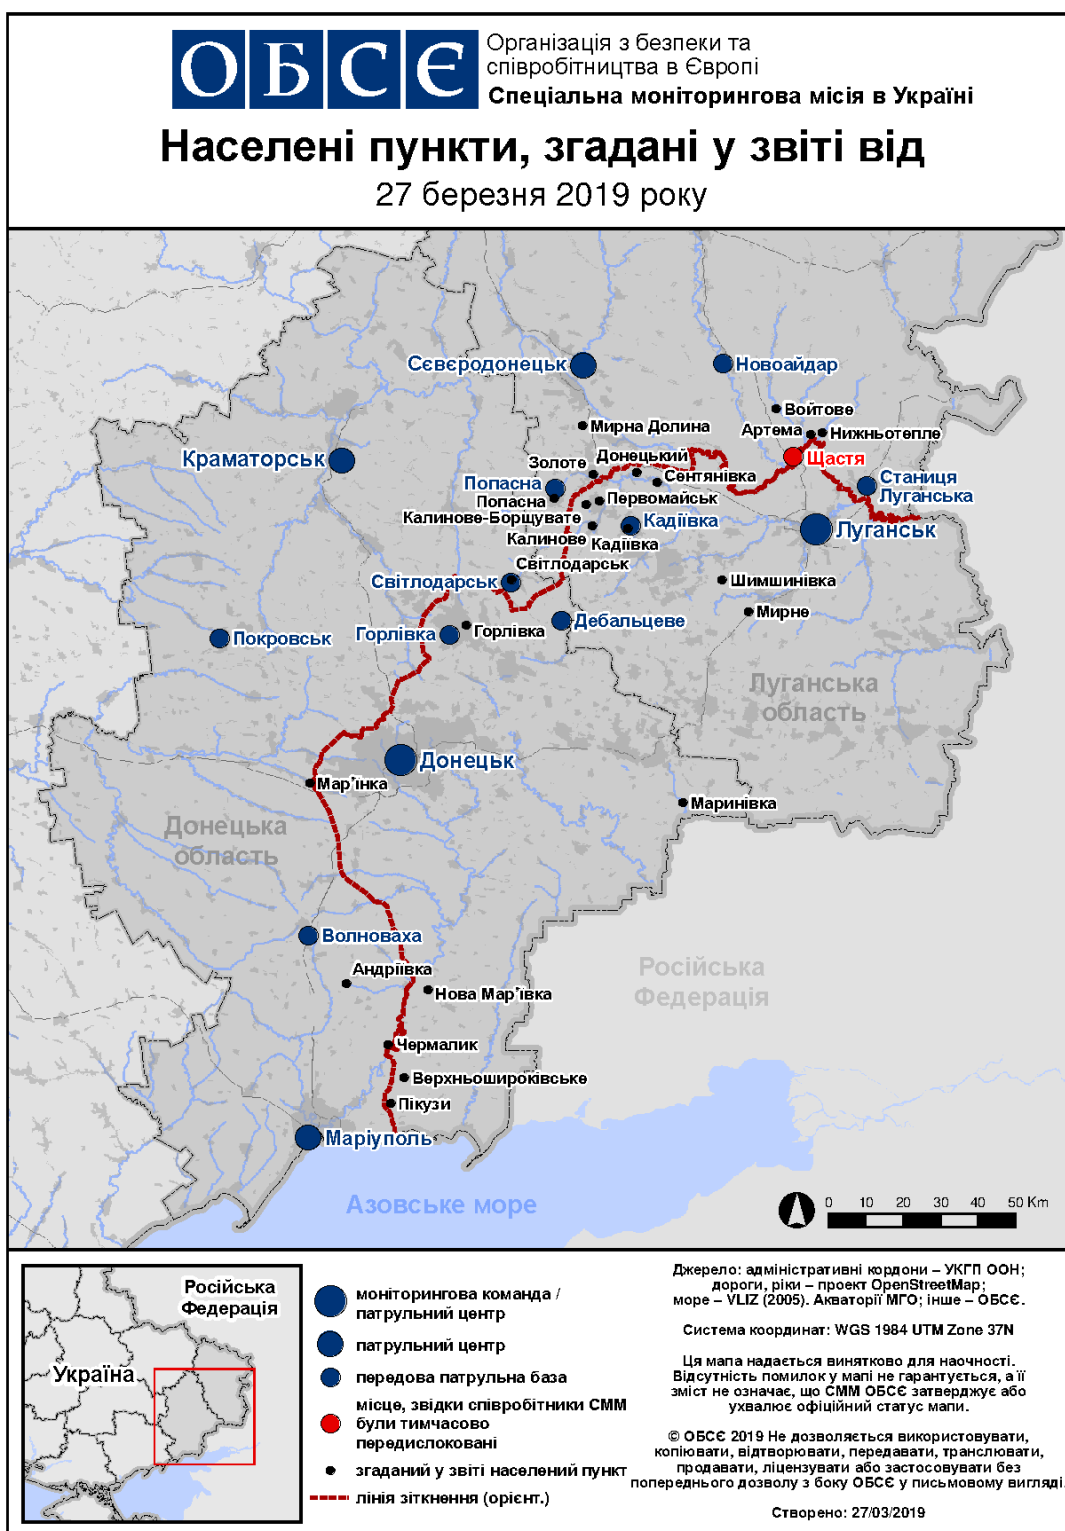 ОБСЄ
Організація з безпеки та
співробітництва в Європі
Спеціальна моніторингова місія в Україні
Населені пункти, згадані у звіті від
27 березня 2019 року
Сєвєродонецьк
Новоайдар
Войтове
Мирна Долина
Артема
Нижньотепле
Краматорськ
Золоте
Донецький
Щастя
Попасна
Сентянівка
Станиця
Луганська
Попасна
Первомайськ
Калинове-Борщувате
Кадіївка
Луганськ
Калинове
Кадіївка
Світлодарськ
Світлодарськ
Шимшинівка
Мирне
Дебальцеве
Покровськ
Горлівка
Горлівка
Луганська
область
Донецьк
Мар'їнка
Маринівка
Донецька
область
Волноваха
Андріївка
Нова Мар'ївка
Російська
Федерація
Чермалик
Верхньошироківське
Пікузи
Маріуполь
Азовське море
0 10 20 30 40 50 Km
Російська
Федерація
Україна
моніторингова команда /
патрульний центр
патрульний центр
передова патрульна база
місце, звідки співробітники СММ
були тимчасово
передислоковані
згаданий у звіті населений пункт
лінія зіткнення (орієнт.)
Джерело: адміністративні кордони – УКГП ООН;
дороги, ріки – проект OpenStreetMap;
море – VLIZ (2005). Акваторії МГО; інше – ОБСЄ.
Система координат: WGS 1984 UTM Zone 37N
Ця мапа надається винятково для наочності.
Відсутність помилок у мапі не гарантується, а її
зміст не означає, що СММ ОБСЄ затверджує або
ухвалює офіційний статус мапи.
© ОБСЄ 2019 Не дозволяється використовувати,
копіювати, відтворювати, передавати, транслювати,
продавати, ліцензувати або застосовувати без
попереднього дозволу з боку ОБСЄ у письмовому вигляді.
Створено: 27/03/2019